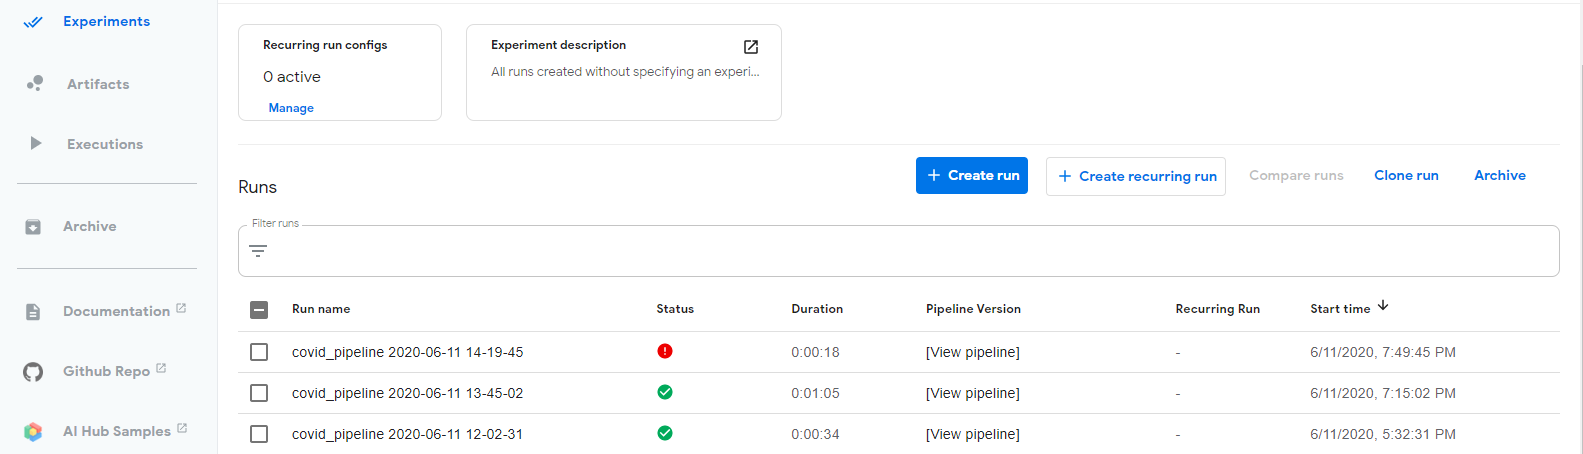 Experiments
Artifacts
Executions
Archive
Documentation
Github Repo
AI Hub Samples
Recurring run configs
0 active
Manage
Experiment description
All runs created without specifying an experi...
Runs
+ Create run
+ Create recurring run
Compare runs
Clone run
Archive
Filter runs
Run name Status Duration Pipeline Version Recurring Run Start time
covid_pipeline 2020-06-11 14-19-45 0:00:18 [View pipeline] - 6/11/2020, 7:49:45 PM
covid_pipeline 2020-06-11 13-45-02 0:01:05 [View pipeline] - 6/11/2020, 7:15:02 PM
covid_pipeline 2020-06-11 12-02-31 0:00:34 [View pipeline] - 6/11/2020, 5:32:31 PM